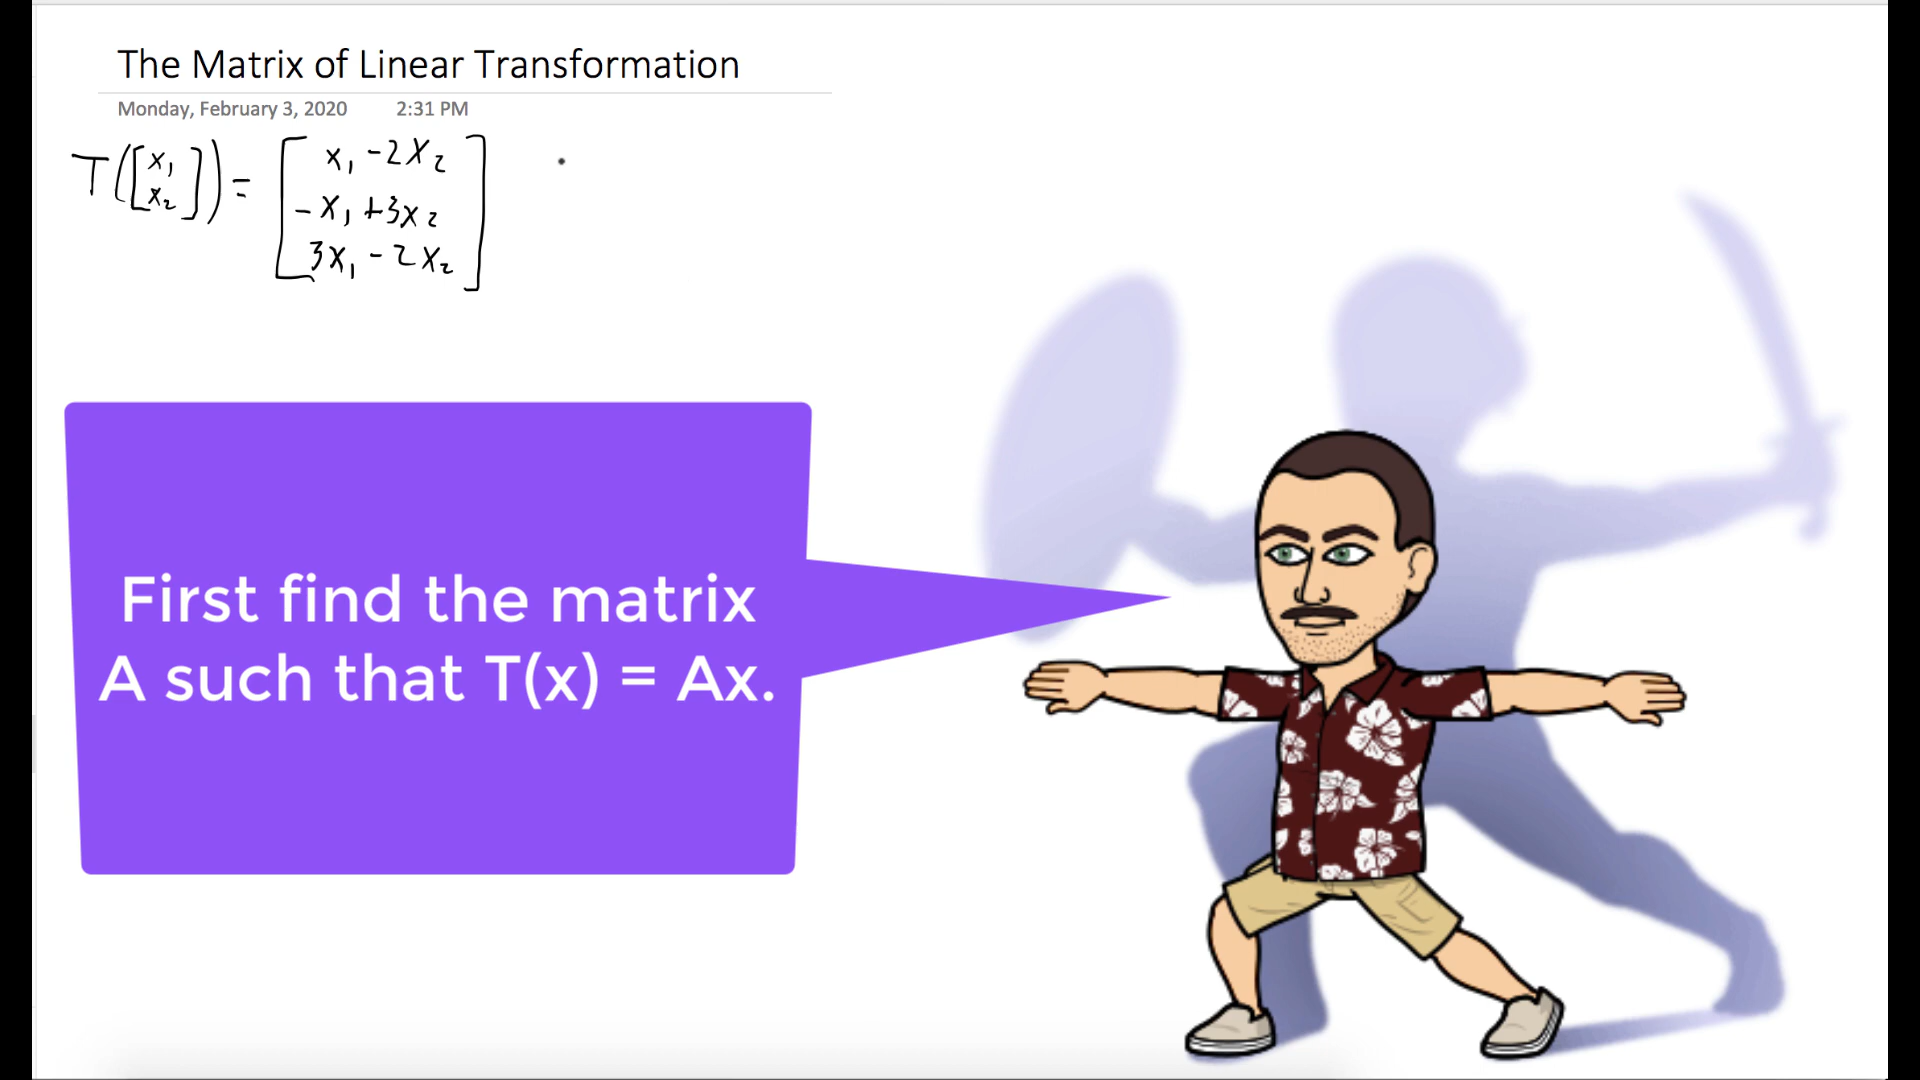 The Matrix of Linear Transformation
Monday, February 3, 2020 2:31 PM
T([x₁ x₂]) = [x₁ - 2x₂
-x₁ + 3x₂
3x₁ - 2x₂]
First find the matrix
A such that T(x) = Ax.